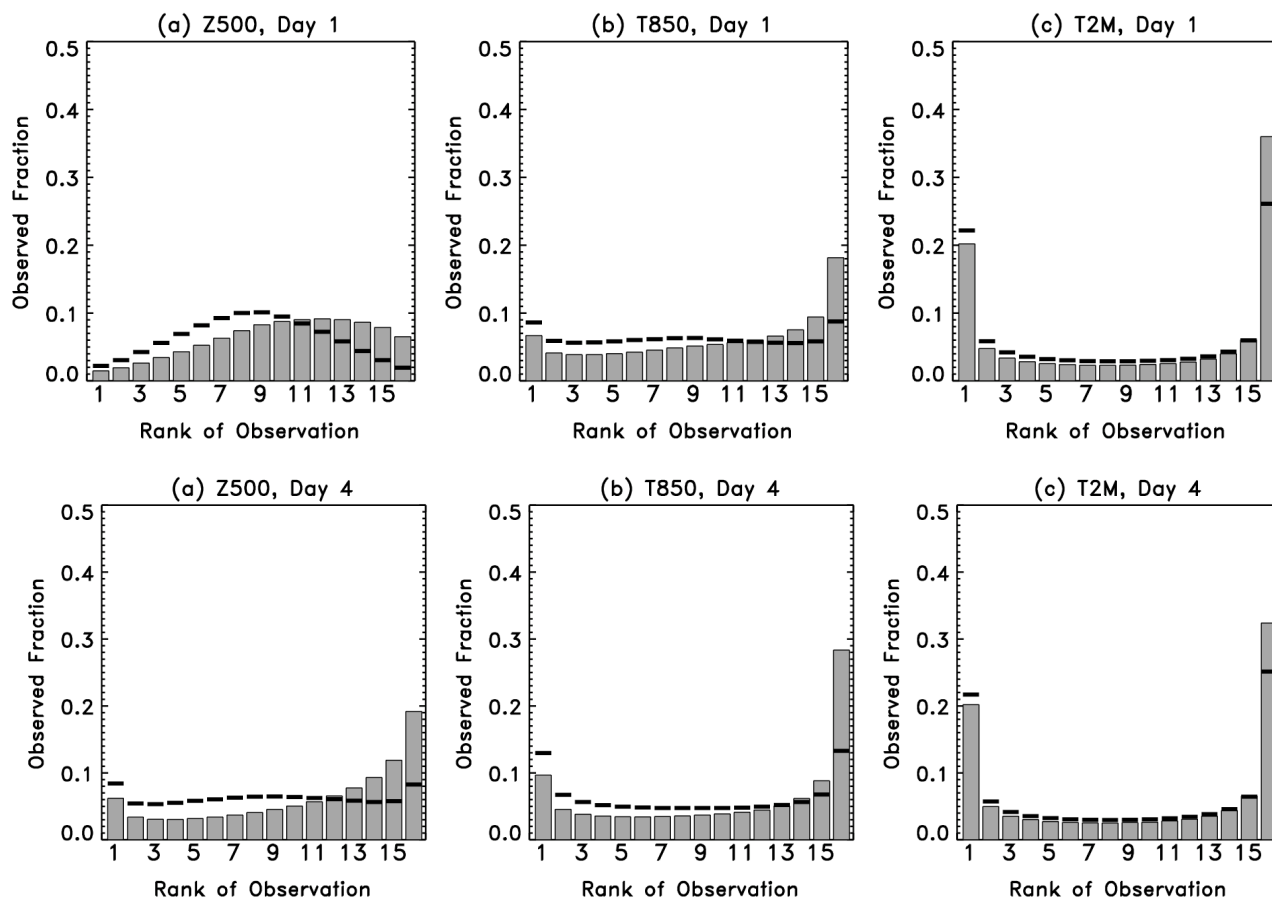 (a) Z500, Day 1
(b) T850, Day 1
(c) T2M, Day 1
Observed Fraction
0.5
0.4
0.3
0.2
0.1
0.0
1 3 5 7 9 11 13 15
Rank of Observation
Observed Fraction
0.5
0.4
0.3
0.2
0.1
0.0
1 3 5 7 9 11 13 15
Rank of Observation
Observed Fraction
0.5
0.4
0.3
0.2
0.1
0.0
1 3 5 7 9 11 13 15
Rank of Observation
(a) Z500, Day 4
(b) T850, Day 4
(c) T2M, Day 4
Observed Fraction
0.5
0.4
0.3
0.2
0.1
0.0
1 3 5 7 9 11 13 15
Rank of Observation
Observed Fraction
0.5
0.4
0.3
0.2
0.1
0.0
1 3 5 7 9 11 13 15
Rank of Observation
Observed Fraction
0.5
0.4
0.3
0.2
0.1
0.0
1 3 5 7 9 11 13 15
Rank of Observation